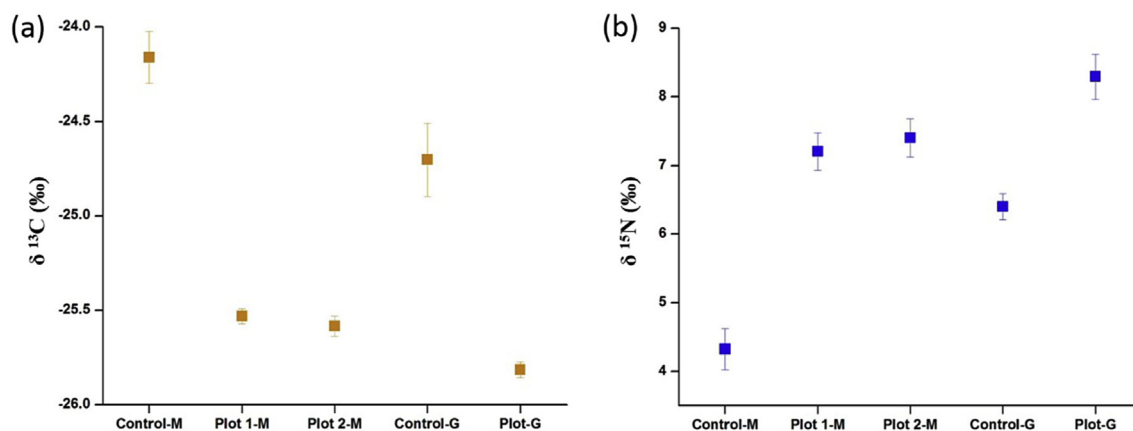 (a)
-24.0
-24.5
-25.0
-25.5
-26.0
δ ¹³C (‰)
Control-M Plot 1-M Plot 2-M Control-G Plot-G
(b)
9
8
7
6
5
4
δ ¹⁵N (‰)
Control-M Plot 1-M Plot 2-M Control-G Plot-G